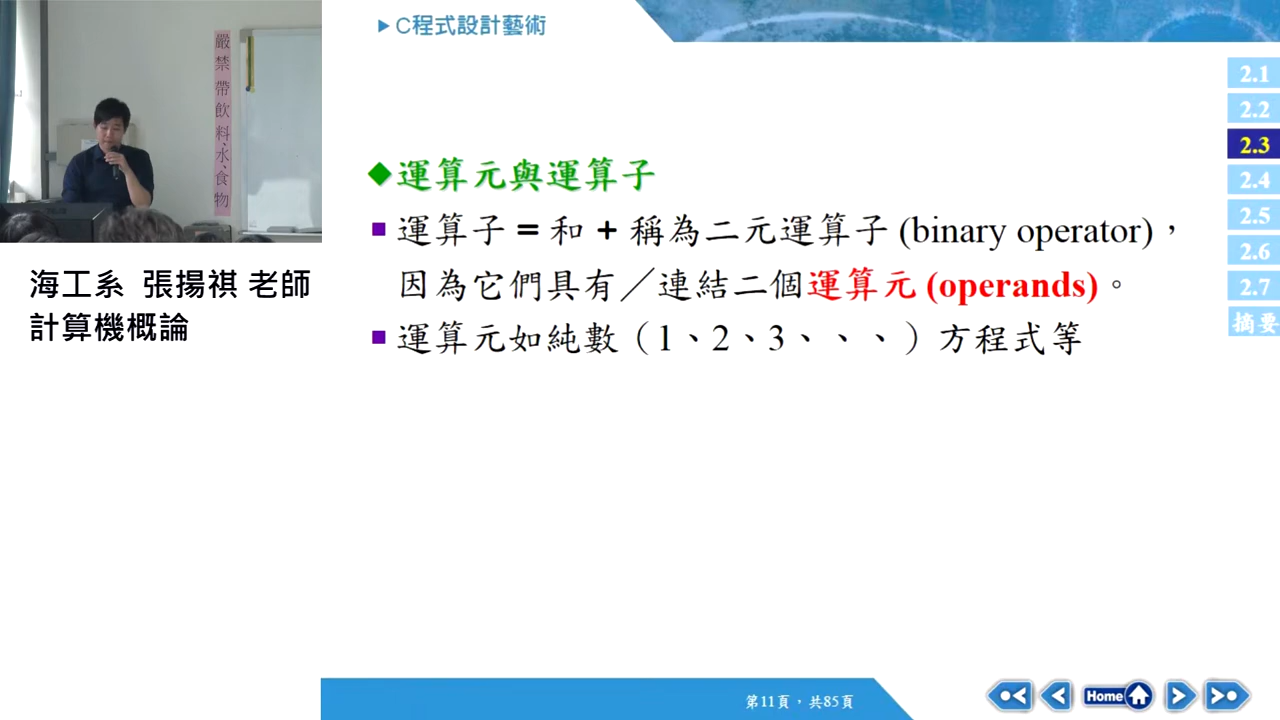 C程式設計藝術
嚴禁帶飲料、水、食物
2.1
2.2
2.3
2.4
2.5
2.6
2.7
摘要
◆運算元與運算子
■ 運算子 = 和 + 稱為二元運算子 (binary operator)，
因為它們具有／連結二個運算元 (operands)。
■ 運算元如純數（1、2、3、、、）方程式等
海工系 張揚祺 老師
計算機概論
第11頁，共85頁
Home